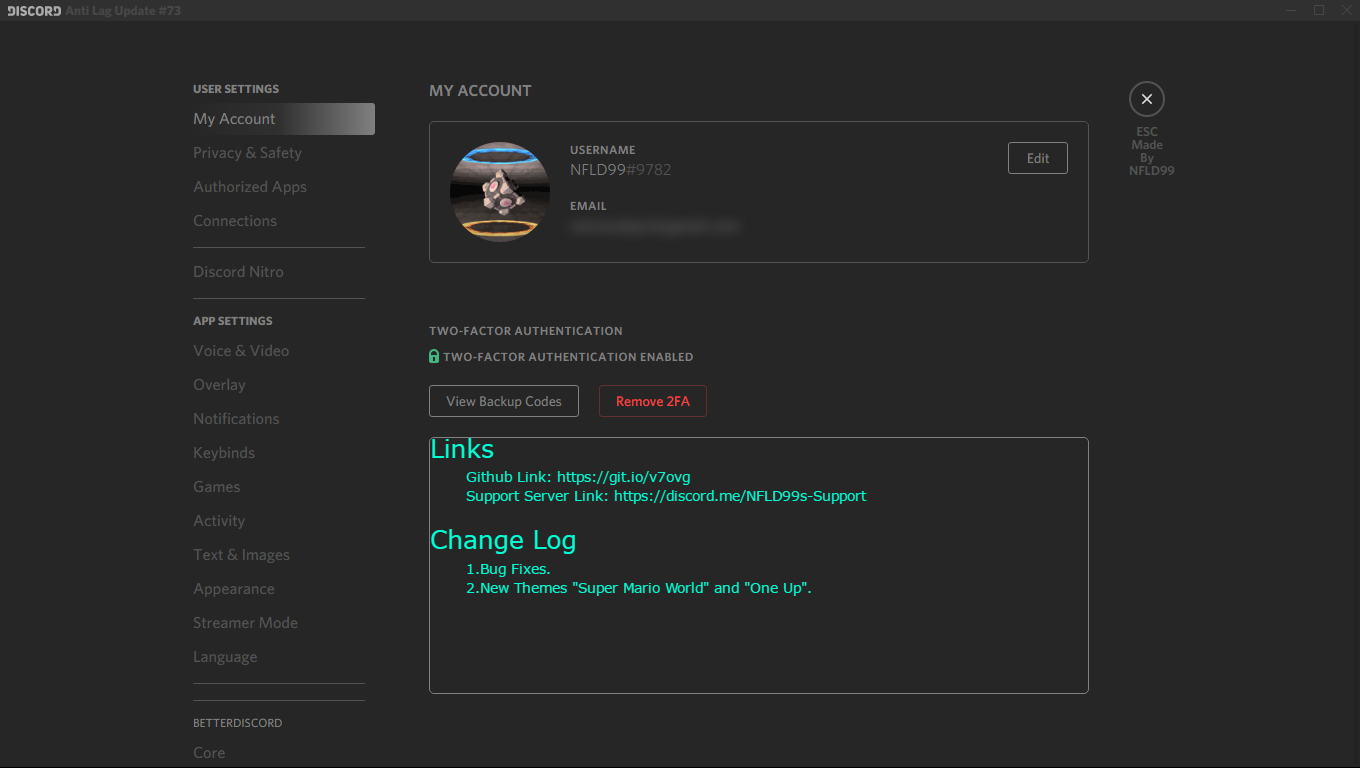 DISCORD Anti Lag Update #73
USER SETTINGS
My Account
Privacy & Safety
Authorized Apps
Connections
Discord Nitro
APP SETTINGS
Voice & Video
Overlay
Notifications
Keybinds
Games
Activity
Text & Images
Appearance
Streamer Mode
Language
BETTERDISCORD
Core
MY ACCOUNT
USERNAME
NFLD99#9782
EMAIL
Edit
TWO-FACTOR AUTHENTICATION
TWO-FACTOR AUTHENTICATION ENABLED
View Backup Codes
Remove 2FA
Links
Github Link: https://git.io/v7ovg
Support Server Link: https://discord.me/NFLD99s-Support
Change Log
1.Bug Fixes.
2.New Themes "Super Mario World" and "One Up".
ESC
Made
By
NFLD99